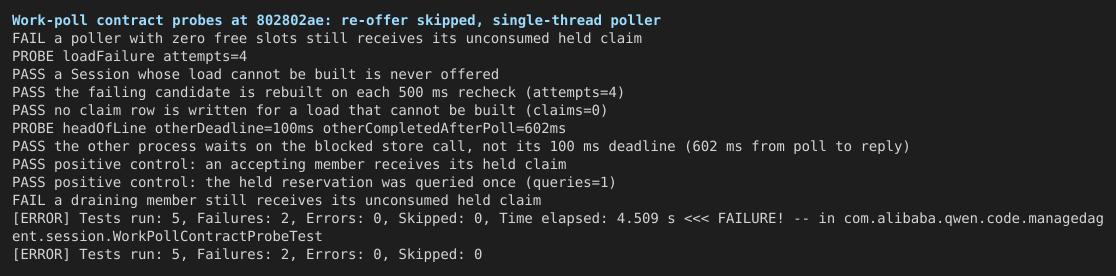 Work-poll contract probes at 802802ae: re-offer skipped, single-thread poller
FAIL a poller with zero free slots still receives its unconsumed held claim
PROBE loadFailure attempts=4
PASS a Session whose load cannot be built is never offered
PASS the failing candidate is rebuilt on each 500 ms recheck (attempts=4)
PASS no claim row is written for a load that cannot be built (claims=0)
PROBE headOfLine otherDeadline=100ms otherCompletedAfterPoll=602ms
PASS the other process waits on the blocked store call, not its 100 ms deadline (602 ms from poll to reply)
PASS positive control: an accepting member receives its held claim
PASS positive control: the held reservation was queried once (queries=1)
FAIL a draining member still receives its unconsumed held claim
[ERROR] Tests run: 5, Failures: 2, Errors: 0, Skipped: 0, Time elapsed: 4.509 s <<< FAILURE! -- in com.alibaba.qwen.code.managedag
ent.session.WorkPollContractProbeTest
[ERROR] Tests run: 5, Failures: 2, Errors: 0, Skipped: 0